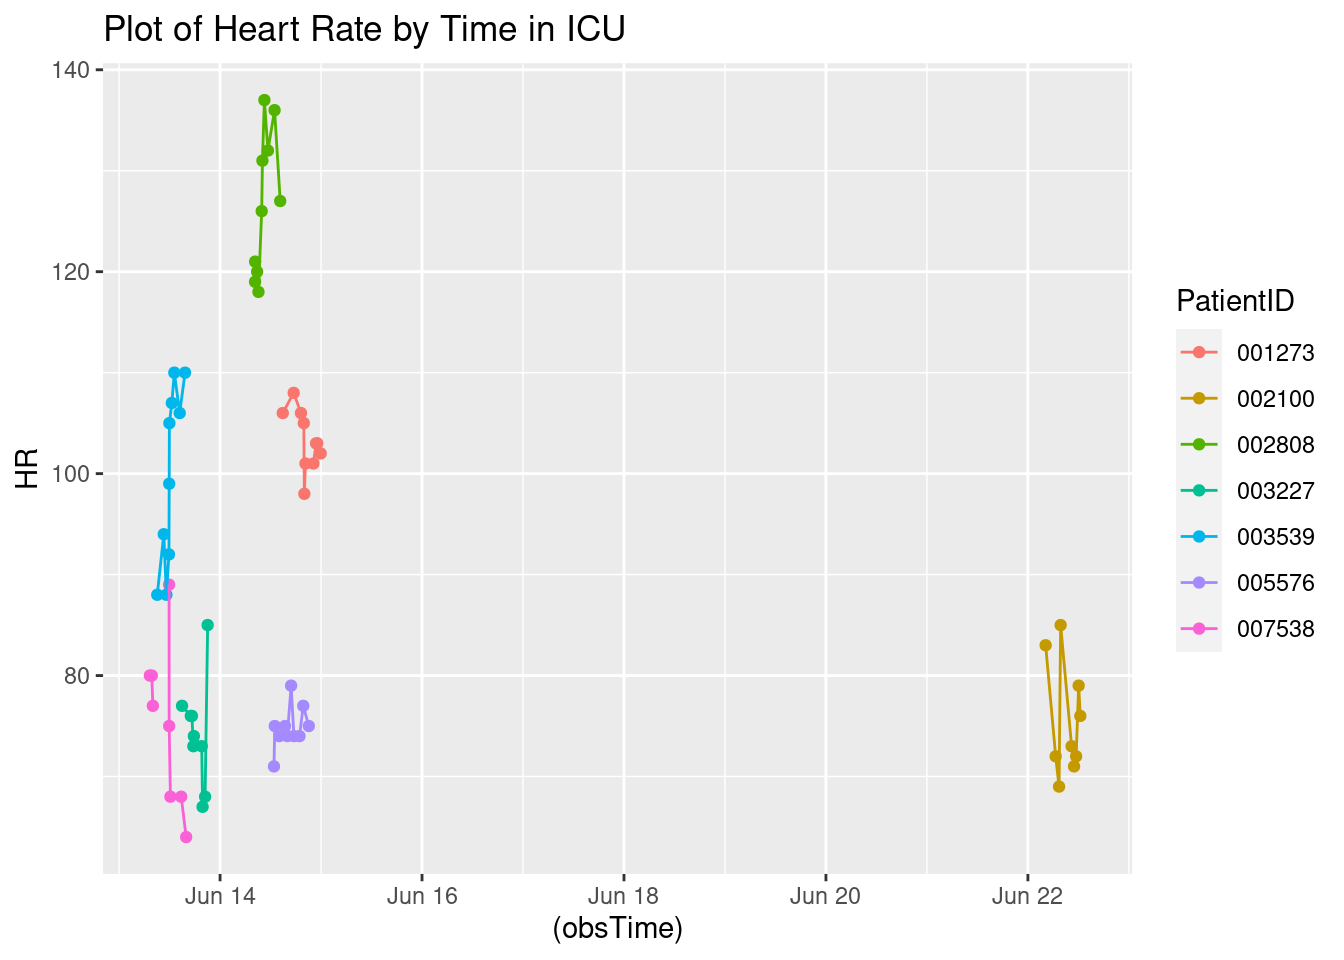 Plot of Heart Rate by Time in ICU
140
120
100
80
HR
Jun 14
Jun 16
Jun 18
Jun 20
Jun 22
(obsTime)
PatientID
001273
002100
002808
003227
003539
005576
007538